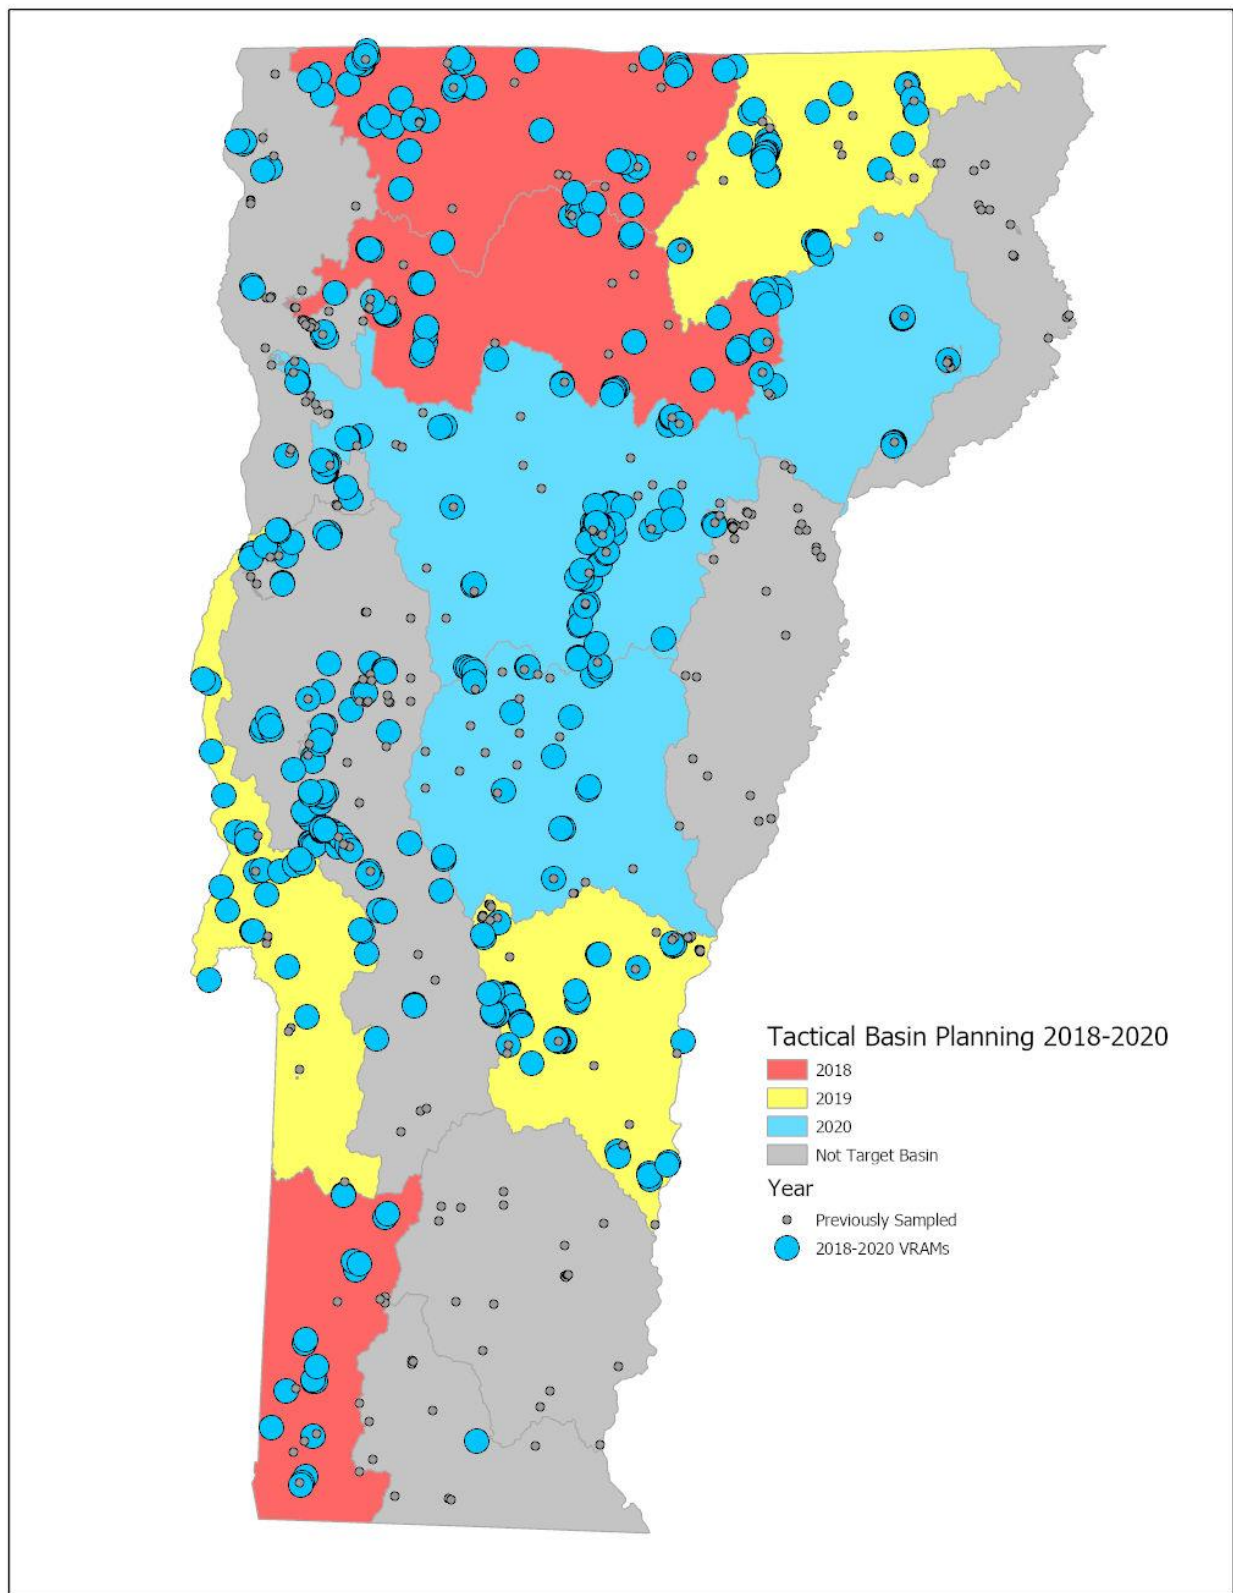 Tactical Basin Planning 2018-2020
2018
2019
2020
Not Target Basin
Year
Previously Sampled
2018-2020 VRAMs